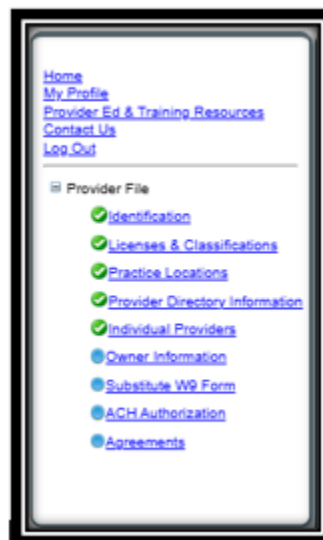 Home
My Profile
Provider Ed & Training Resources
Contact Us
Log Out
Provider File
Identification
Licenses & Classifications
Practice Locations
Provider Directory Information
Individual Providers
Owner Information
Substitute W9 Form
ACH Authorization
Agreements